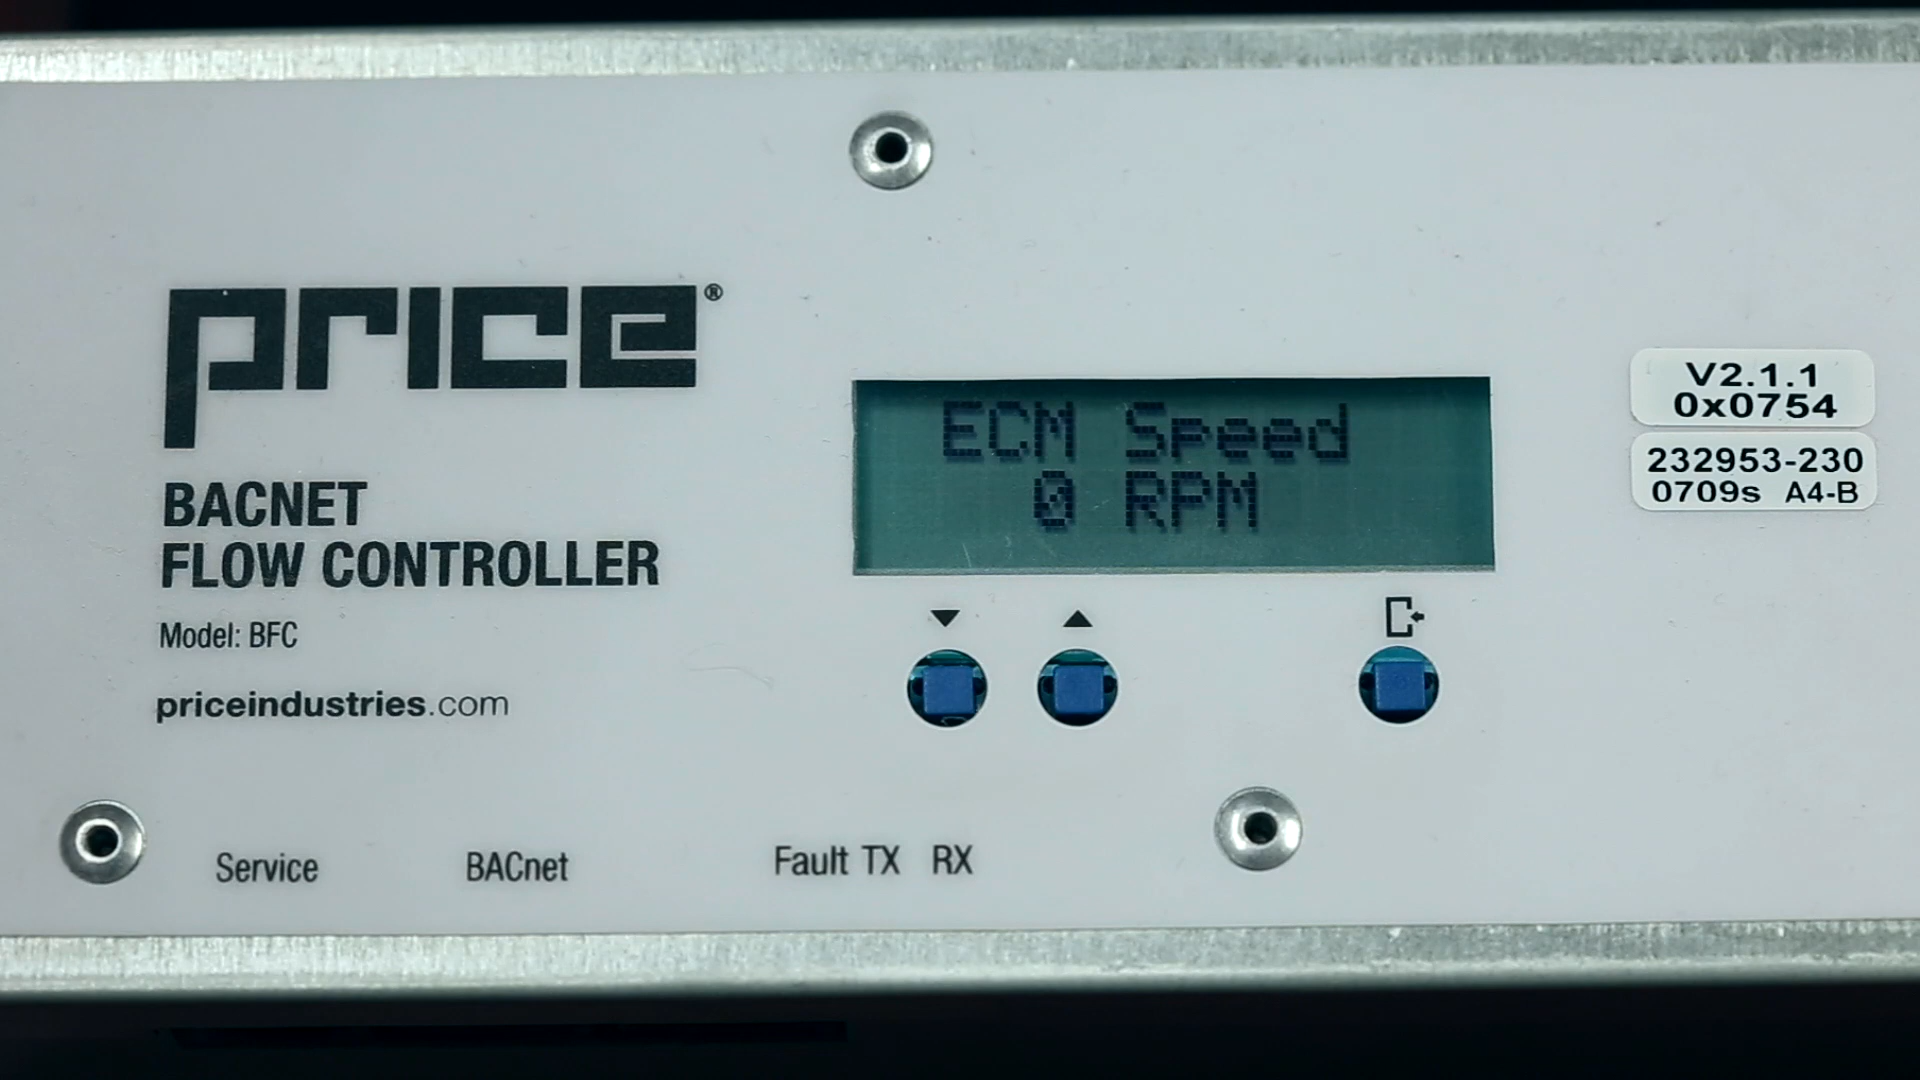 price®
BACNET
FLOW CONTROLLER
Model: BFC
priceindustries.com
ECM Speed
0 RPM
V2.1.1
0x0754
232953-230
0709s A4-B
Service BACnet Fault TX RX